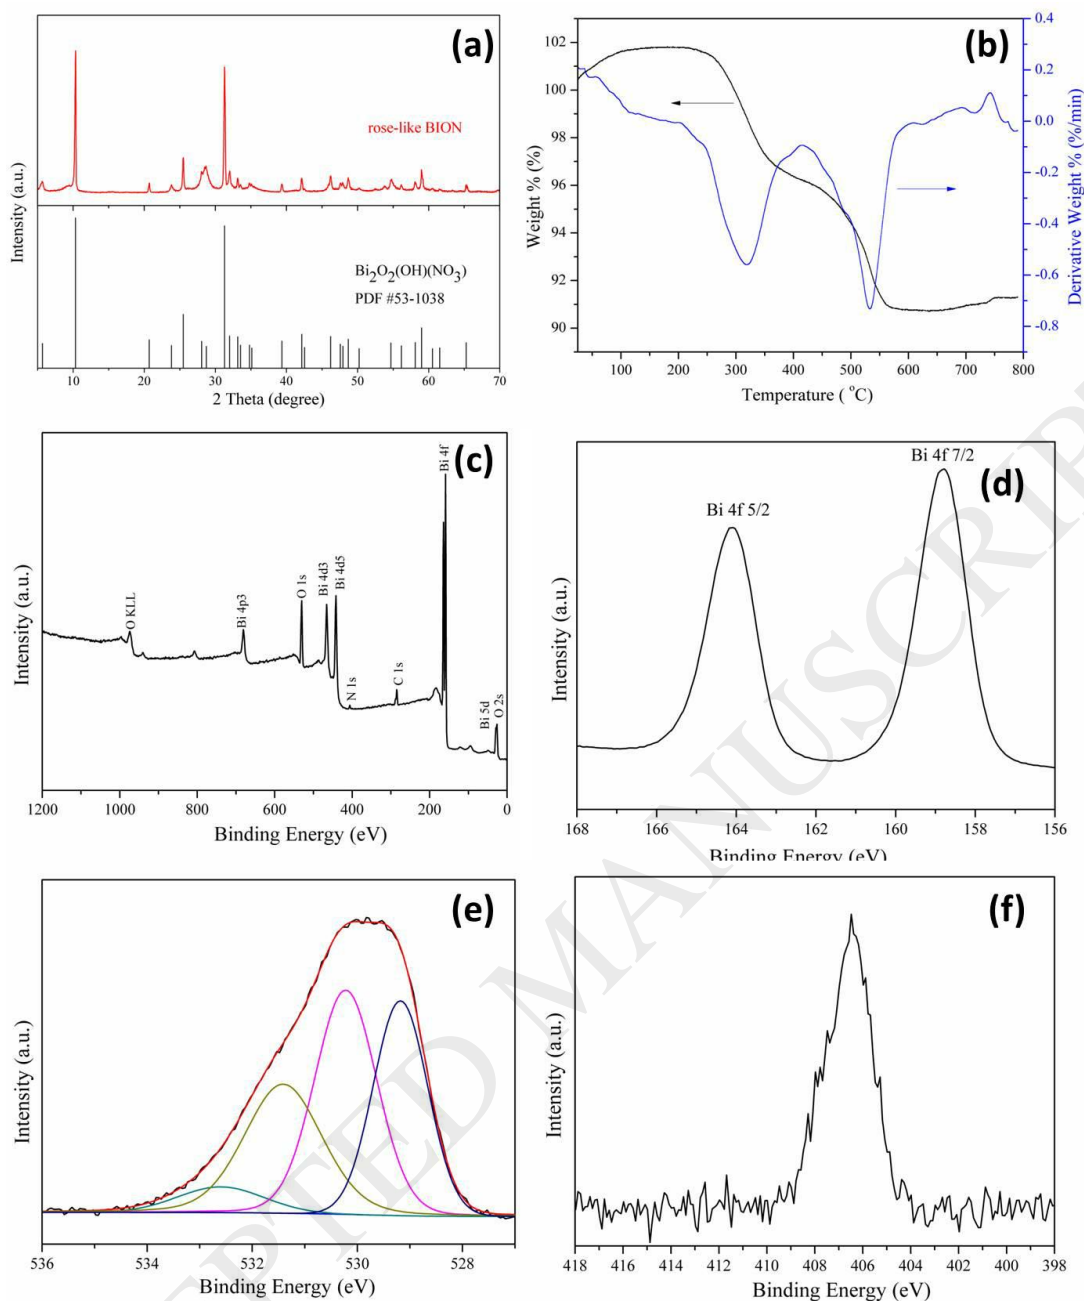 (a)
rose-like BION
Bi2O2(OH)(NO3)
PDF #53-1038
Intensity (a.u.)
10 20 30 40 50 60 70
2 Theta (degree)
(b)
102
100
98
96
94
92
90
Weight % (%)
0.4
0.2
0.0
-0.2
-0.4
-0.6
-0.8
Derivative Weight % (%/min)
100 200 300 400 500 600 700 800
Temperature ( °C)
(c)
O KLL
Bi 4p3
O 1s
Bi 4d3
Bi 4d5
N 1s
C 1s
Bi 4f
Bi 5d
O 2s
Intensity (a.u.)
1200 1000 800 600 400 200 0
Binding Energy (eV)
(d)
Bi 4f 5/2
Bi 4f 7/2
Intensity (a.u.)
168 166 164 162 160 158 156
Binding Energy (eV)
(e)
Intensity (a.u.)
536 534 532 530 528
Binding Energy (eV)
(f)
Intensity (a.u.)
418 416 414 412 410 408 406 404 402 400 398
Binding Energy (eV)
PTED MANUSCRIPT